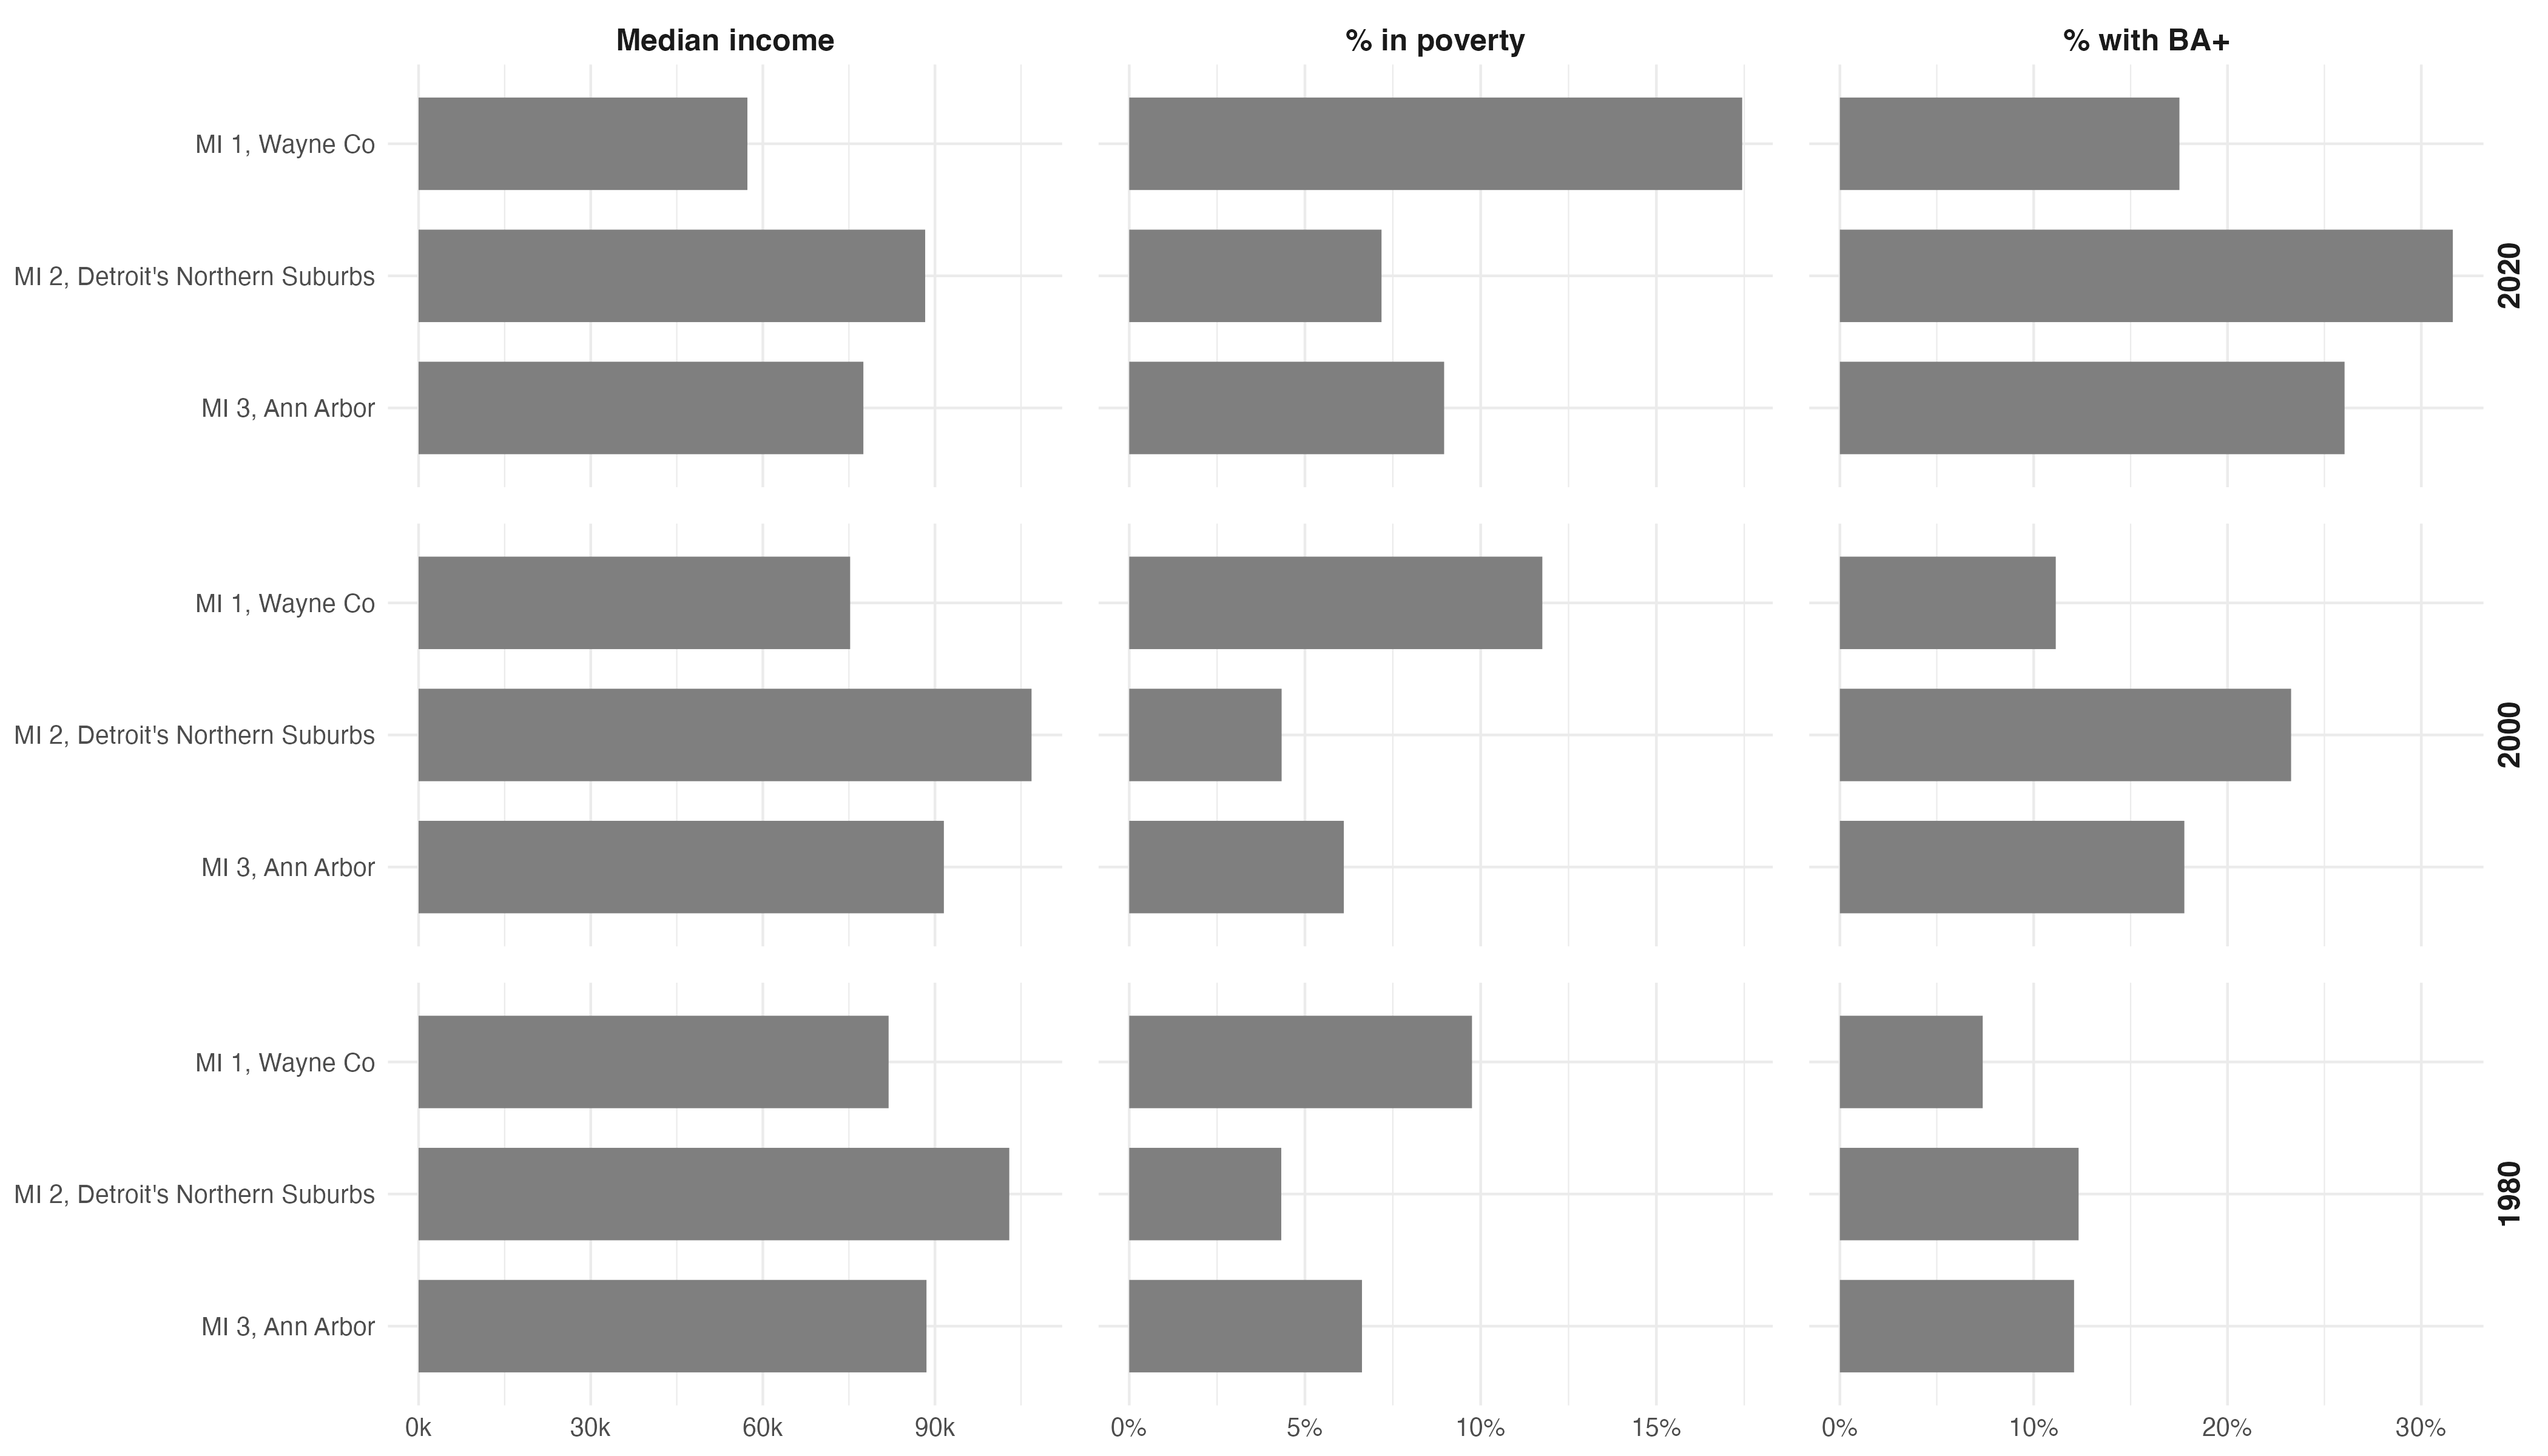 Median income
% in poverty
% with BA+
MI 1, Wayne Co
MI 2, Detroit's Northern Suburbs
MI 3, Ann Arbor
2020
MI 1, Wayne Co
MI 2, Detroit's Northern Suburbs
MI 3, Ann Arbor
2000
MI 1, Wayne Co
MI 2, Detroit's Northern Suburbs
MI 3, Ann Arbor
1980
0k 30k 60k 90k
0% 5% 10% 15%
0% 10% 20% 30%